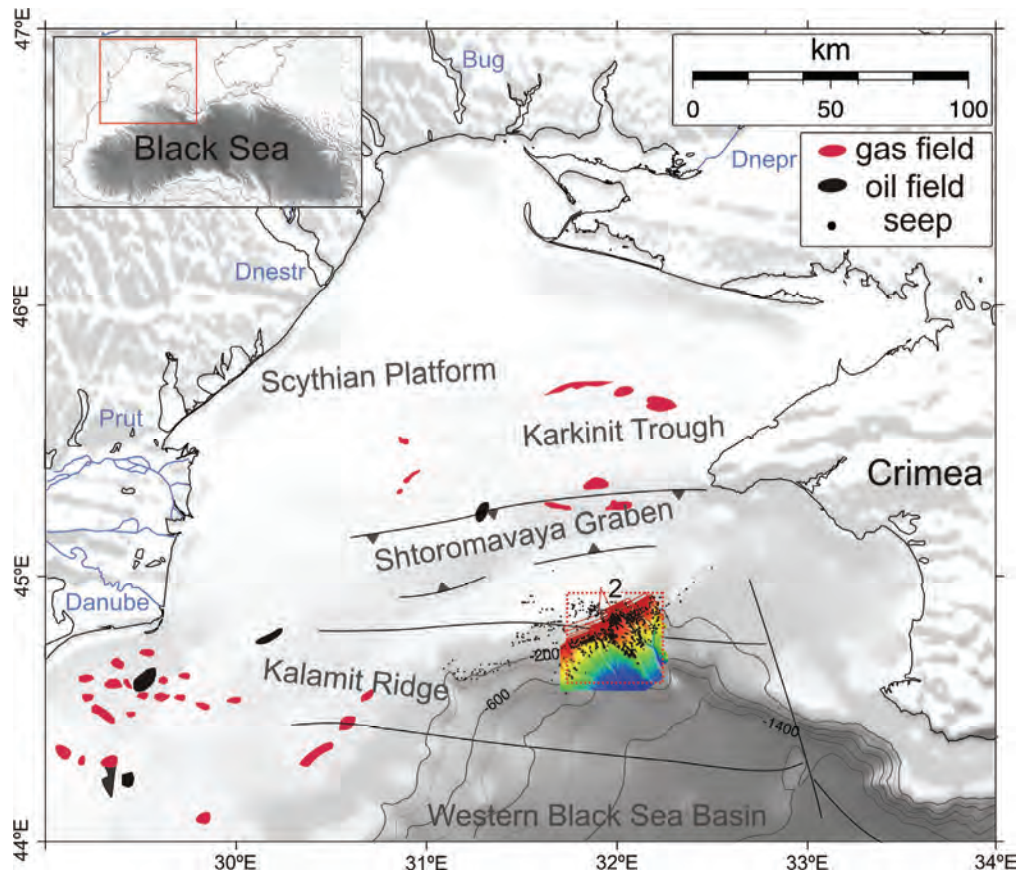 47°E
46°E
45°E
44°E
30°E
31°E
32°E
33°E
34°E
Black Sea
Bug
km
0
50
100
gas field
oil field
seep
Dnepr
Dnestr
Scythian Platform
Prut
Karkinit Trough
Crimea
Shtoromavaya Graben
Danube
2
-200
Kalamit Ridge
-600
-1400
Western Black Sea Basin